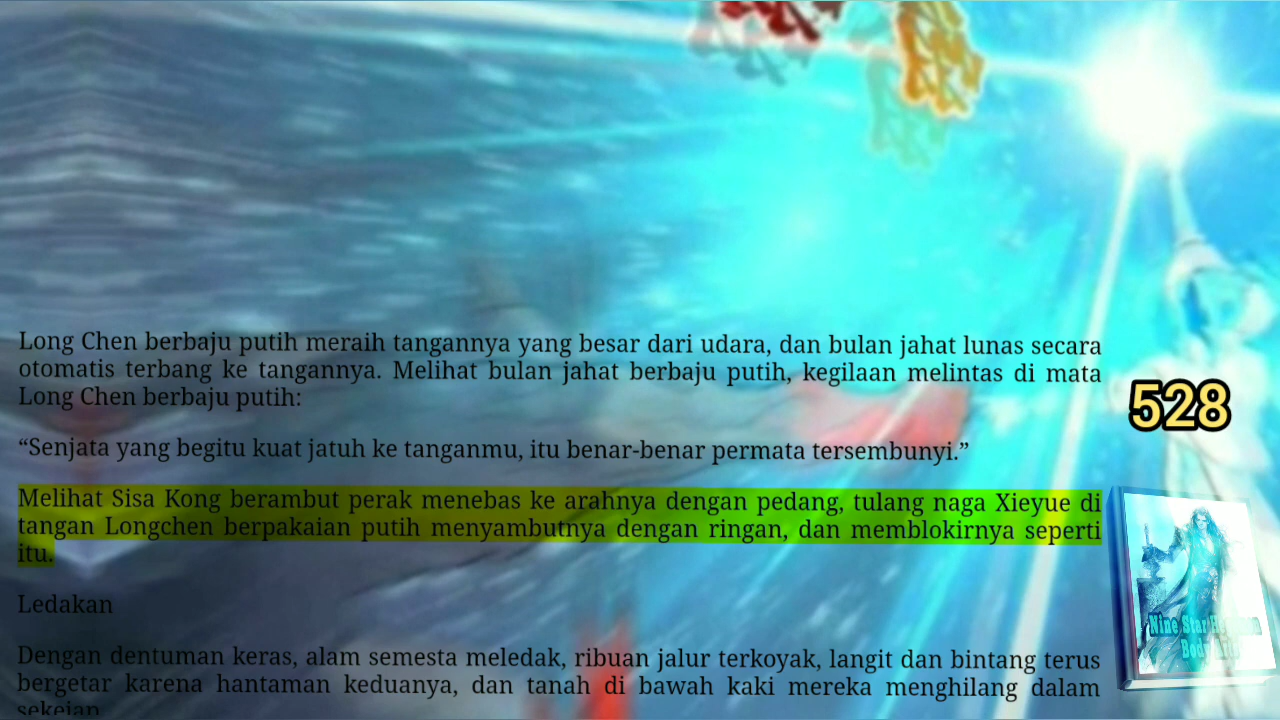 Long Chen berbaju putih meraih tangannya yang besar dari udara, dan bulan jahat lunas secara
otomatis terbang ke tangannya. Melihat bulan jahat berbaju putih, kegilaan melintas di mata
Long Chen berbaju putih:
“Senjata yang begitu kuat jatuh ke tanganmu, itu benar-benar permata tersembunyi.”
528
Melihat Sisa Kong berambut perak menebas ke arahnya dengan pedang, tulang naga Xieyue di
tangan Longchen berpakaian putih menyambutnya dengan ringan, dan memblokirnya seperti
itu.
Ledakan
Nine Star
Body
Dengan dentuman keras, alam semesta meledak, ribuan jalur terkoyak, langit dan bintang terus
bergetar karena hantaman keduanya, dan tanah di bawah kaki mereka menghilang dalam
sekejap